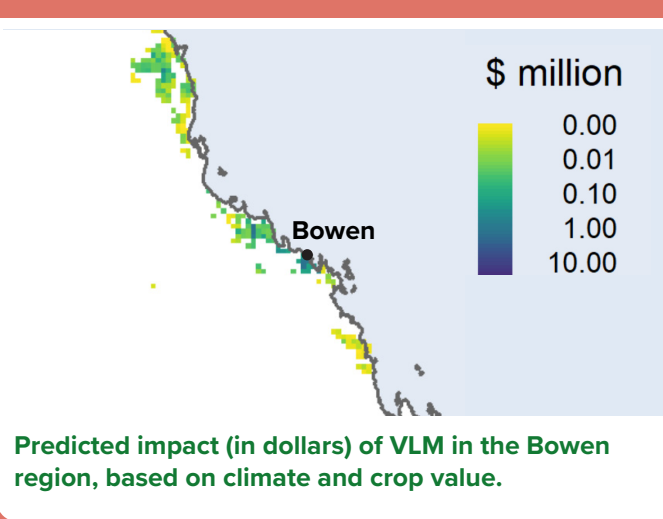 $ million
0.00
0.01
0.10
1.00
10.00
Bowen
Predicted impact (in dollars) of VLM in the Bowen
region, based on climate and crop value.